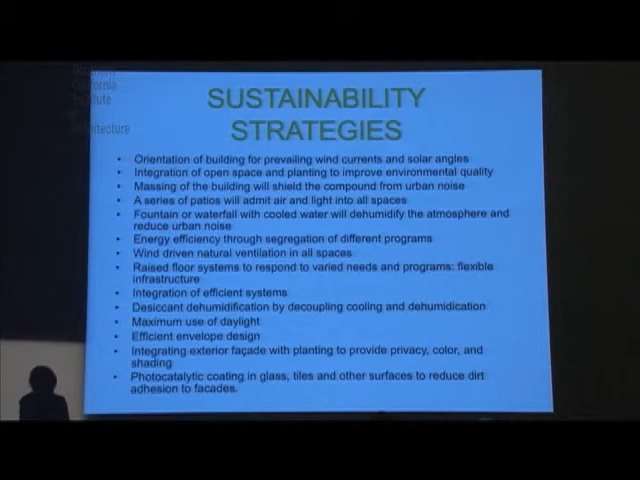 Institute
Architecture
SUSTAINABILITY
STRATEGIES
• Orientation of building for prevailing wind currents and solar angles
• Integration of open space and planting to improve environmental quality
• Massing of the building will shield the compound from urban noise
• A series of patios will admit air and light into all spaces
• Fountain or waterfall with cooled water will dehumidify the atmosphere and
reduce urban noise
• Energy efficiency through segregation of different programs
• Wind driven natural ventilation in all spaces
• Raised floor systems to respond to varied needs and programs: flexible
infrastructure
• Integration of efficient systems
• Desiccant dehumidification by decoupling cooling and dehumidication
• Maximum use of daylight
• Efficient envelope design
• Integrating exterior façade with planting to provide privacy, color, and
shading
• Photocatalytic coating in glass, tiles and other surfaces to reduce dirt
adhesion to facades.